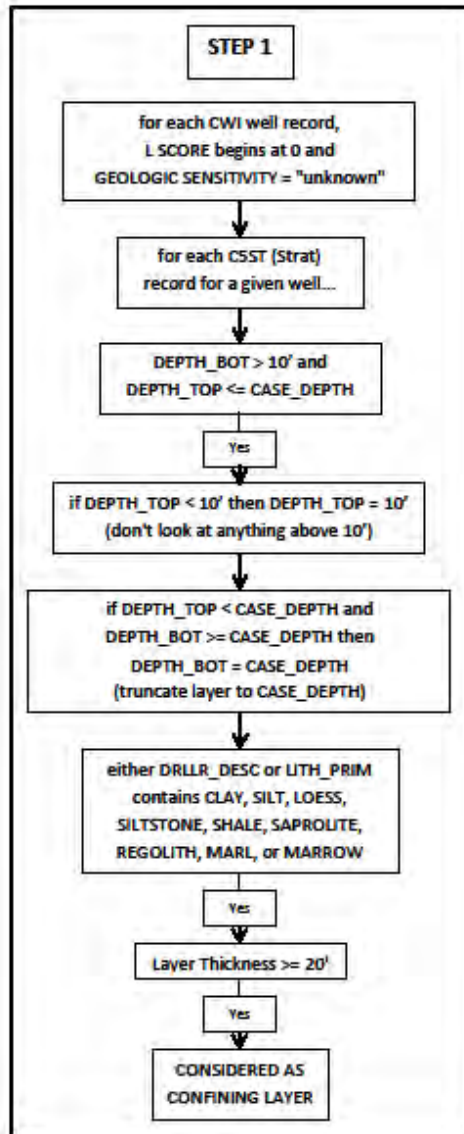 STEP 1
for each CWI well record,
L SCORE begins at 0 and
GEOLOGIC SENSITIVITY = "unknown"
for each C5ST (Strat)
record for a given well...
DEPTH_BOT > 10' and
DEPTH_TOP <= CASE_DEPTH
Yes
if DEPTH_TOP < 10' then DEPTH_TOP = 10'
(don't look at anything above 10')
if DEPTH_TOP < CASE_DEPTH and
DEPTH_BOT >= CASE_DEPTH then
DEPTH_BOT = CASE_DEPTH
(truncate layer to CASE_DEPTH)
either DRLLR_DESC or LITH_PRIM
contains CLAY, SILT, LOESS,
SILTSTONE, SHALE, SAPROLITE,
REGOLITH, MARL, or MARROW
Yes
Layer Thickness >= 20'
Yes
CONSIDERED AS
CONFINING LAYER